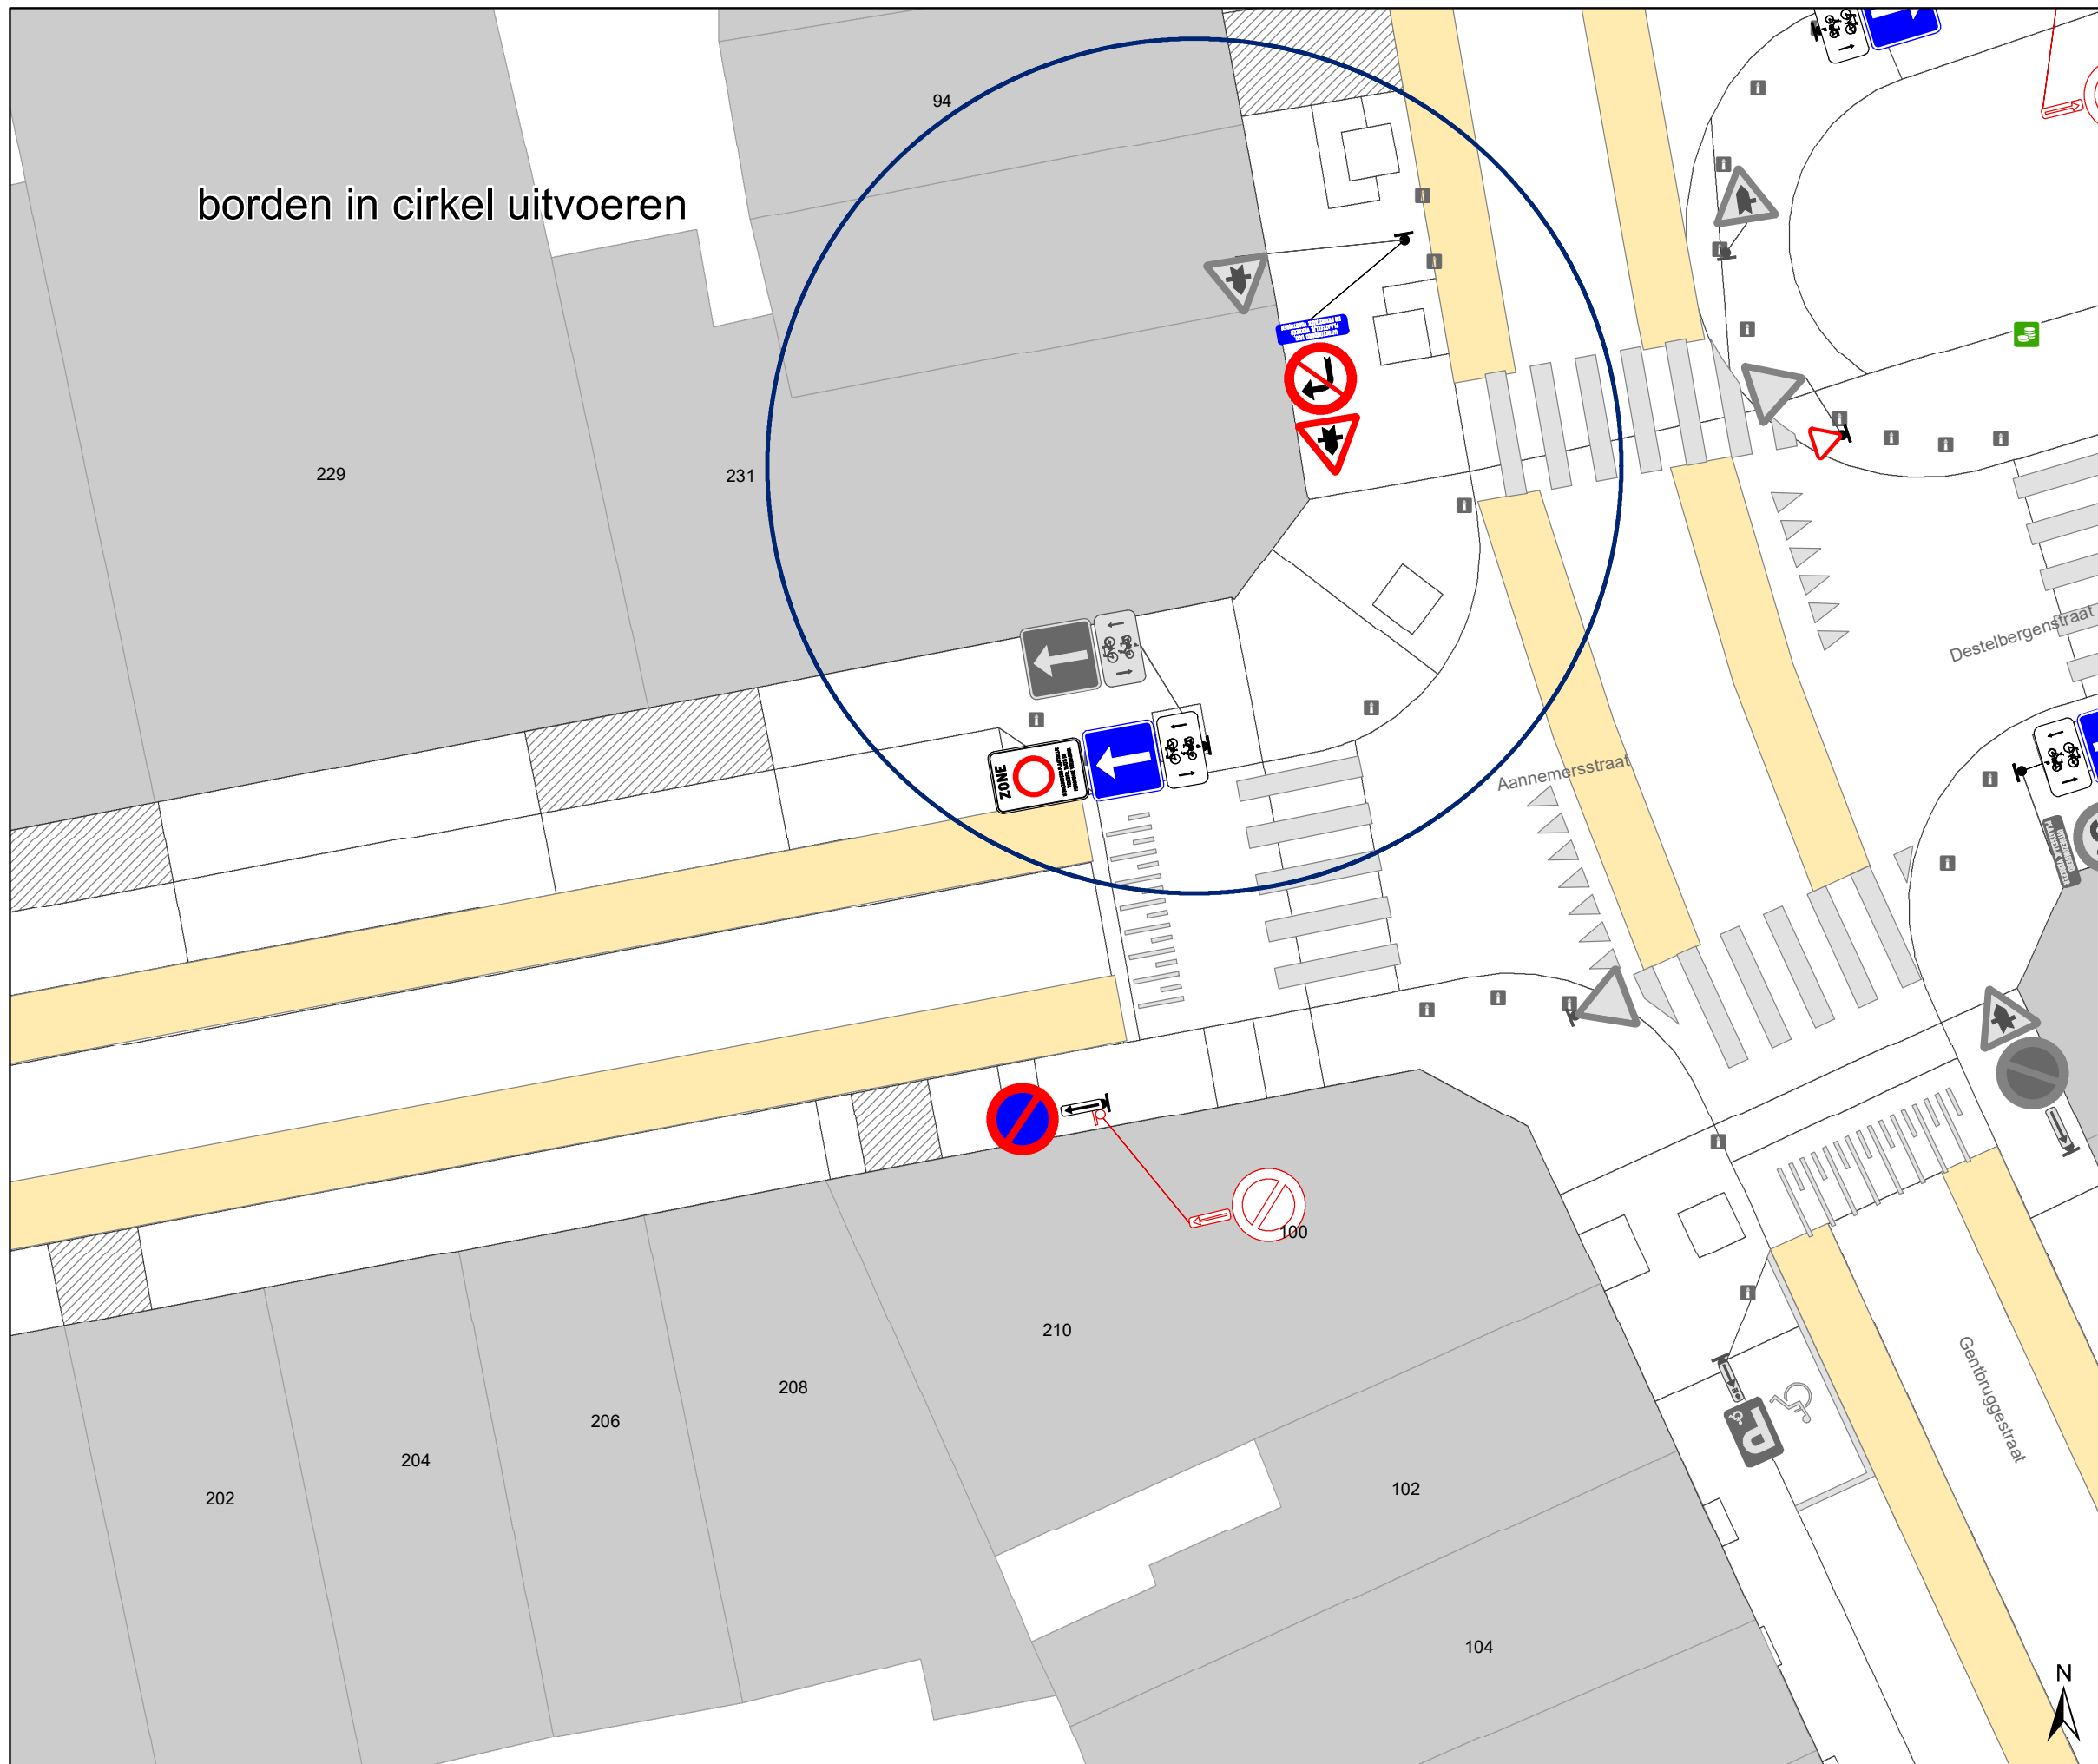 94
borden in cirkel uitvoeren
229
231
Destelbergenstraat
Aannemersstraat
ZONE
100
210
208
206
204
202
102
104
Gentbruggestraat
P
N